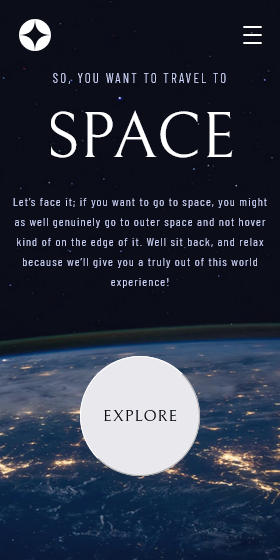 SO, YOU WANT TO TRAVEL TO
SPACE
Let's face it; if you want to go to space, you might
as well genuinely go to outer space and not hover
kind of on the edge of it. Well sit back, and relax
because we'll give you a truly out of this world
experience!
EXPLORE